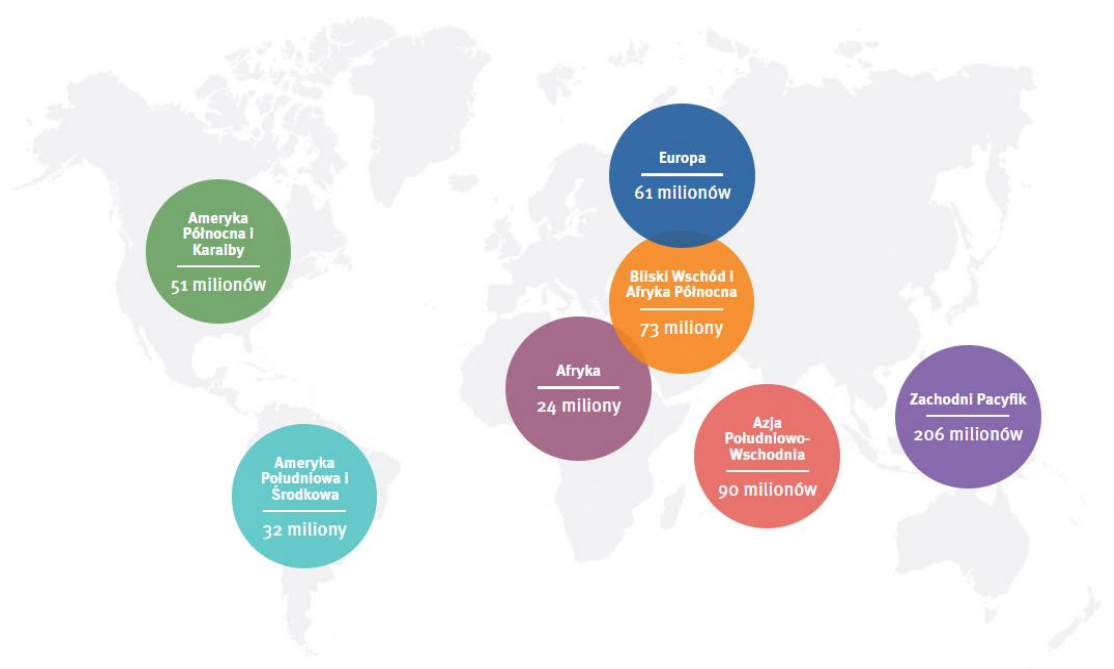 Europa
61 milionów
Ameryka
Północna i
Karaiby
51 milionów
Bliski Wschód i
Afryka Północna
73 miliony
Afryka
24 miliony
Zachodni Pacyfik
206 milionów
Azja
Południowo-
Wschodnia
90 milionów
Ameryka
Południowa i
Środkowa
32 miliony